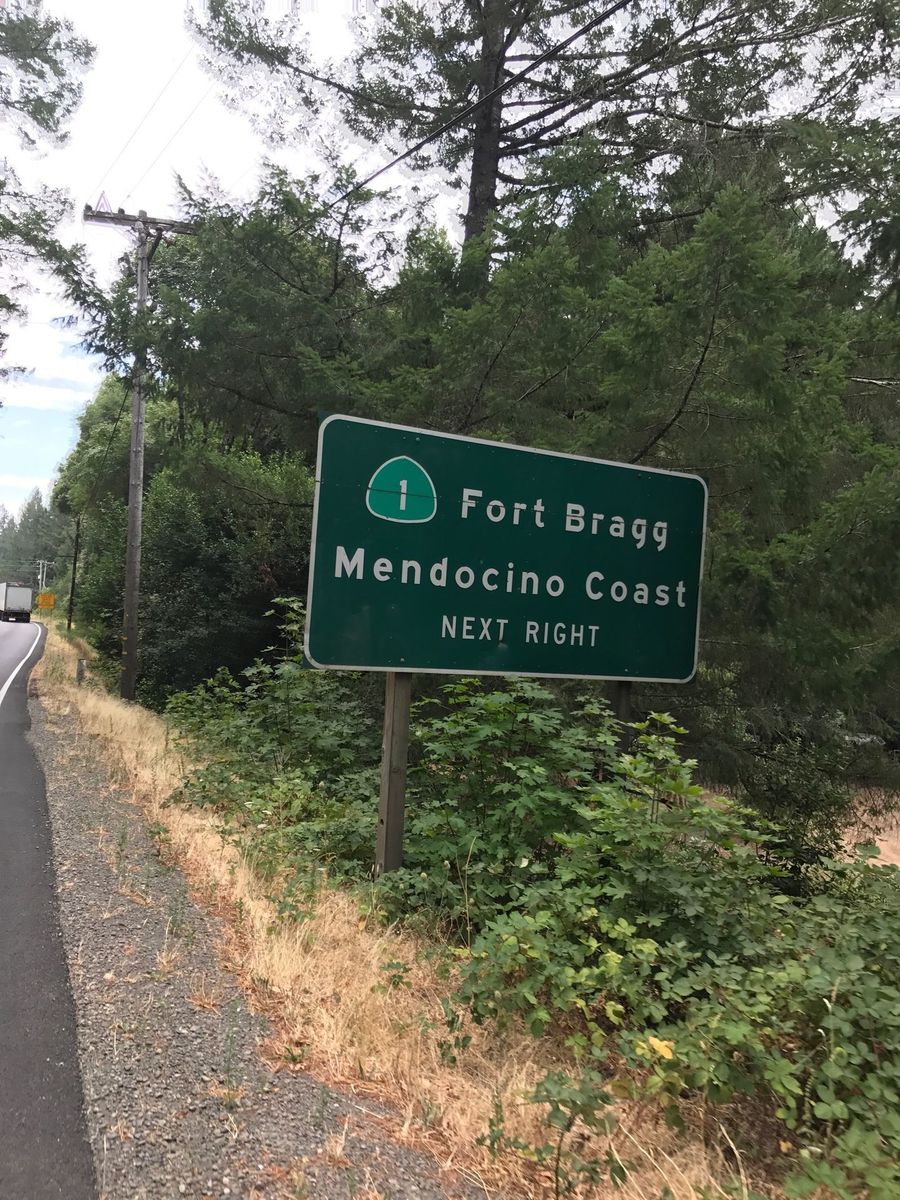 1 Fort Bragg
Mendocino Coast
NEXT RIGHT